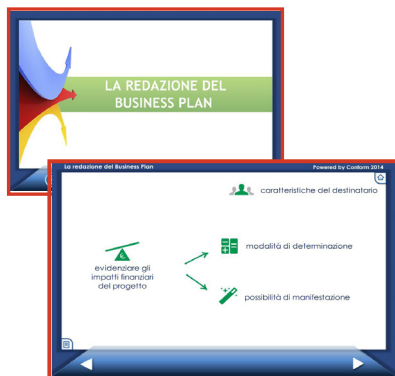 LA REDAZIONE DEL
BUSINESS PLAN
La redazione del Business Plan
Powered by Conform 2014
caratteristiche del destinatario
modalità di determinazione
evidenziare gli
impatti finanziari
del progetto
possibilità di manifestazione